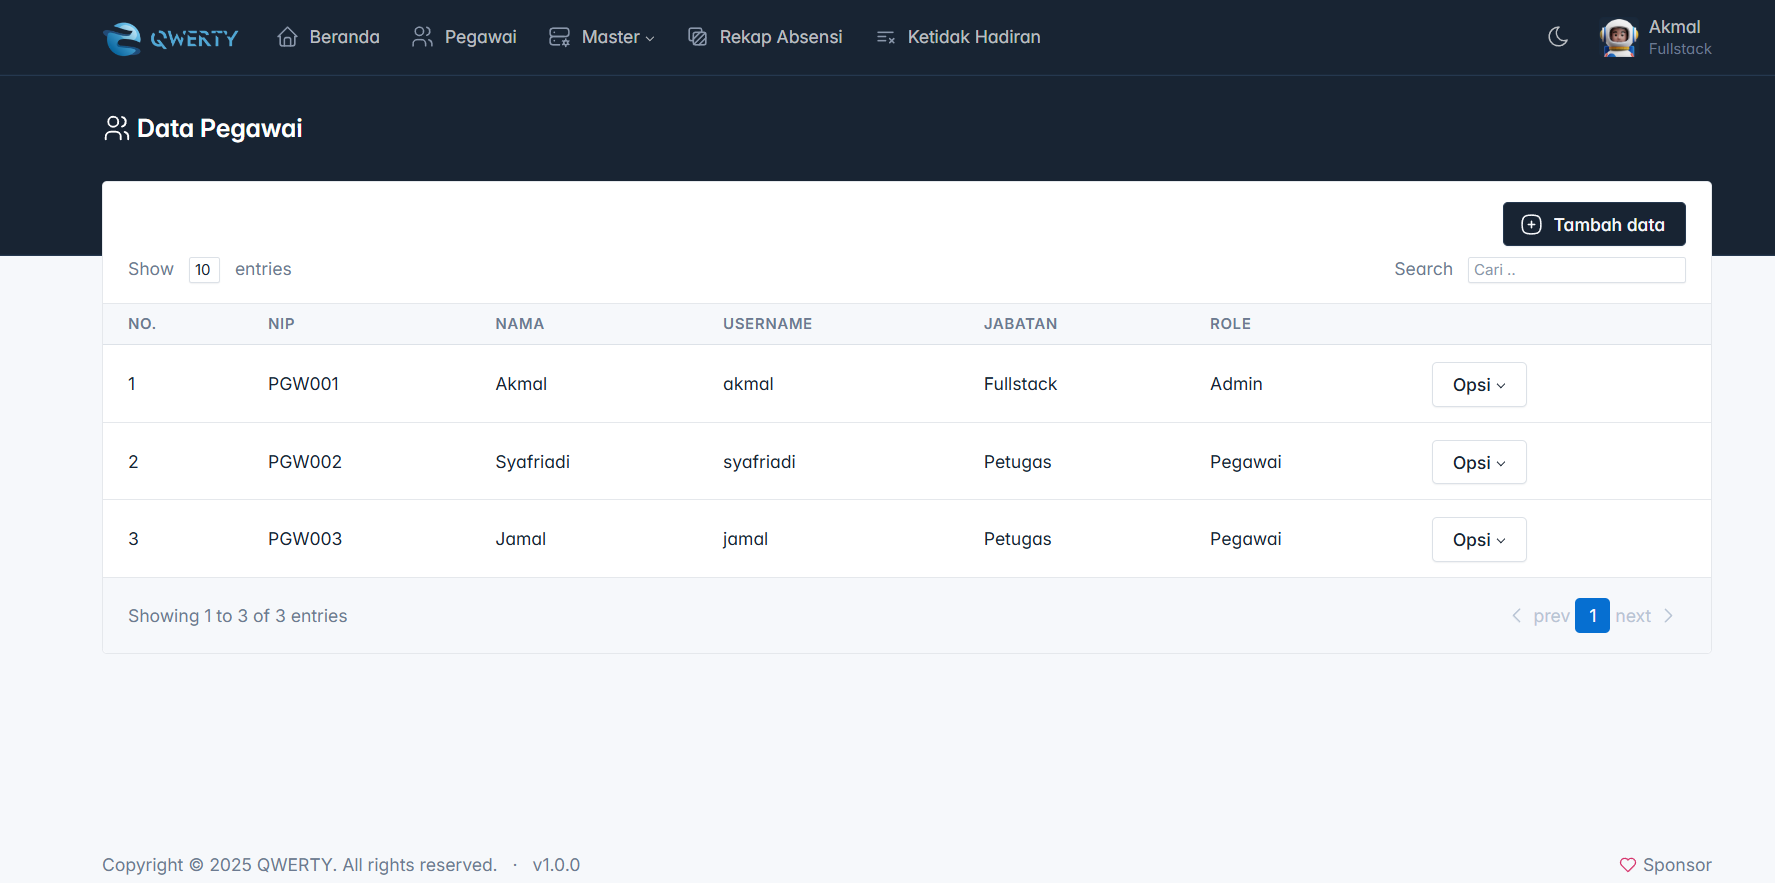 QWERTY Beranda Pegawai Master Rekap Absensi Ketidak Hadiran Akmal
Fullstack
Data Pegawai
Tambah data
Show 10 entries Search Cari ..
NO. NIP NAMA USERNAME JABATAN ROLE
1 PGW001 Akmal akmal Fullstack Admin Opsi
2 PGW002 Syafriadi syafriadi Petugas Pegawai Opsi
3 PGW003 Jamal jamal Petugas Pegawai Opsi
Showing 1 to 3 of 3 entries prev 1 next
Copyright © 2025 QWERTY. All rights reserved. · v1.0.0 Sponsor